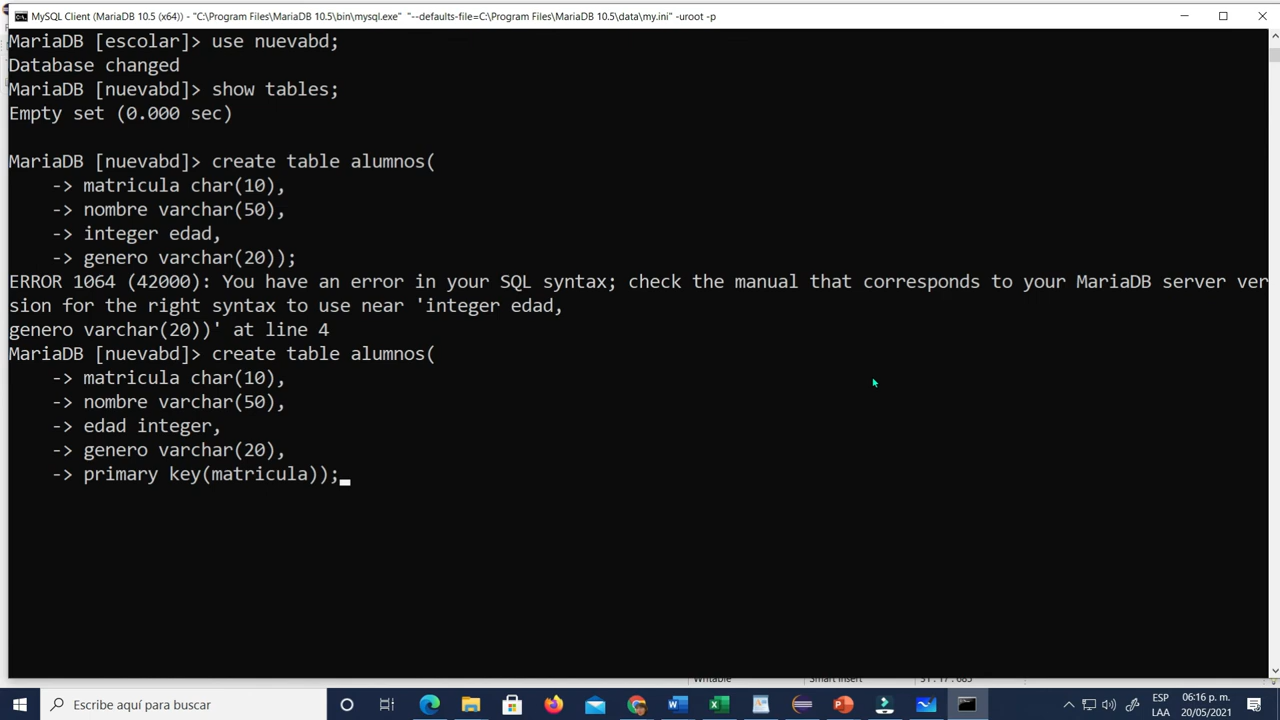 MySQL Client (MariaDB 10.5 (x64)) - "C:\Program Files\MariaDB 10.5\bin\mysql.exe" "--defaults-file=C:\Program Files\MariaDB 10.5\data\my.ini" -uroot -p
MariaDB [escolar]> use nuevabd;
Database changed
MariaDB [nuevabd]> show tables;
Empty set (0.000 sec)
MariaDB [nuevabd]> create table alumnos(
-> matricula char(10),
-> nombre varchar(50),
-> integer edad,
-> genero varchar(20));
ERROR 1064 (42000): You have an error in your SQL syntax; check the manual that corresponds to your MariaDB server ver
sion for the right syntax to use near 'integer edad,
genero varchar(20))' at line 4
MariaDB [nuevabd]> create table alumnos(
-> matricula char(10),
-> nombre varchar(50),
-> edad integer,
-> genero varchar(20),
-> primary key(matricula));
Escribe aquí para buscar
ESP
LAA
06:16 p. m.
20/05/2021